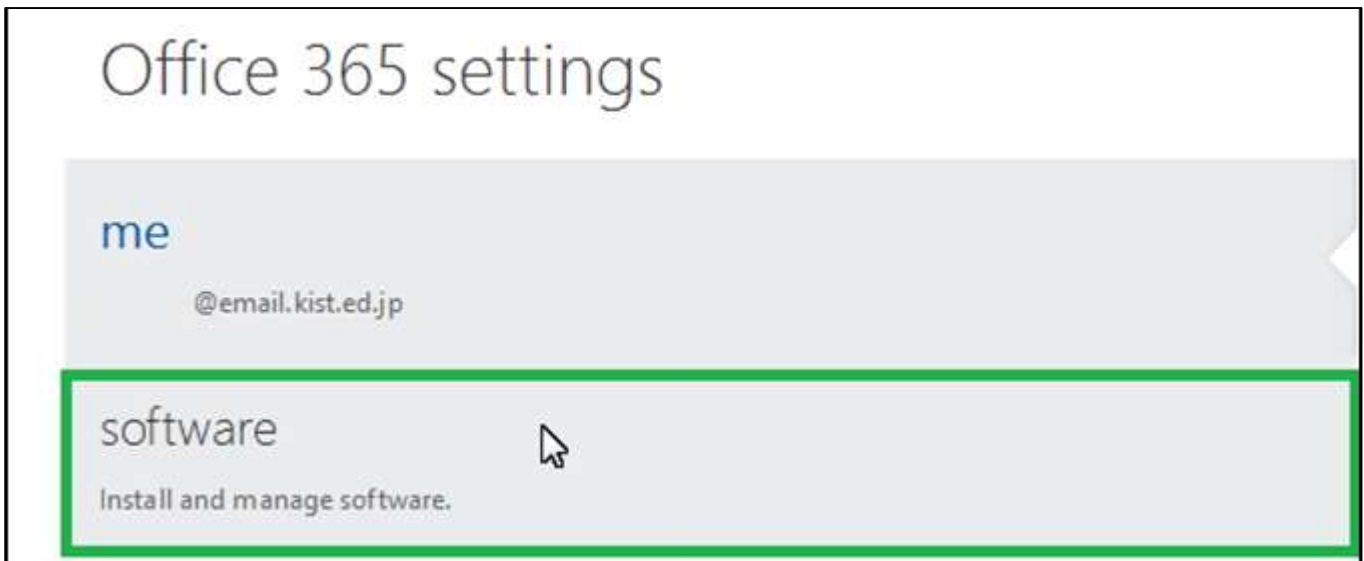 Office 365 settings
me
@email.kist.ed.jp
software
Install and manage software.